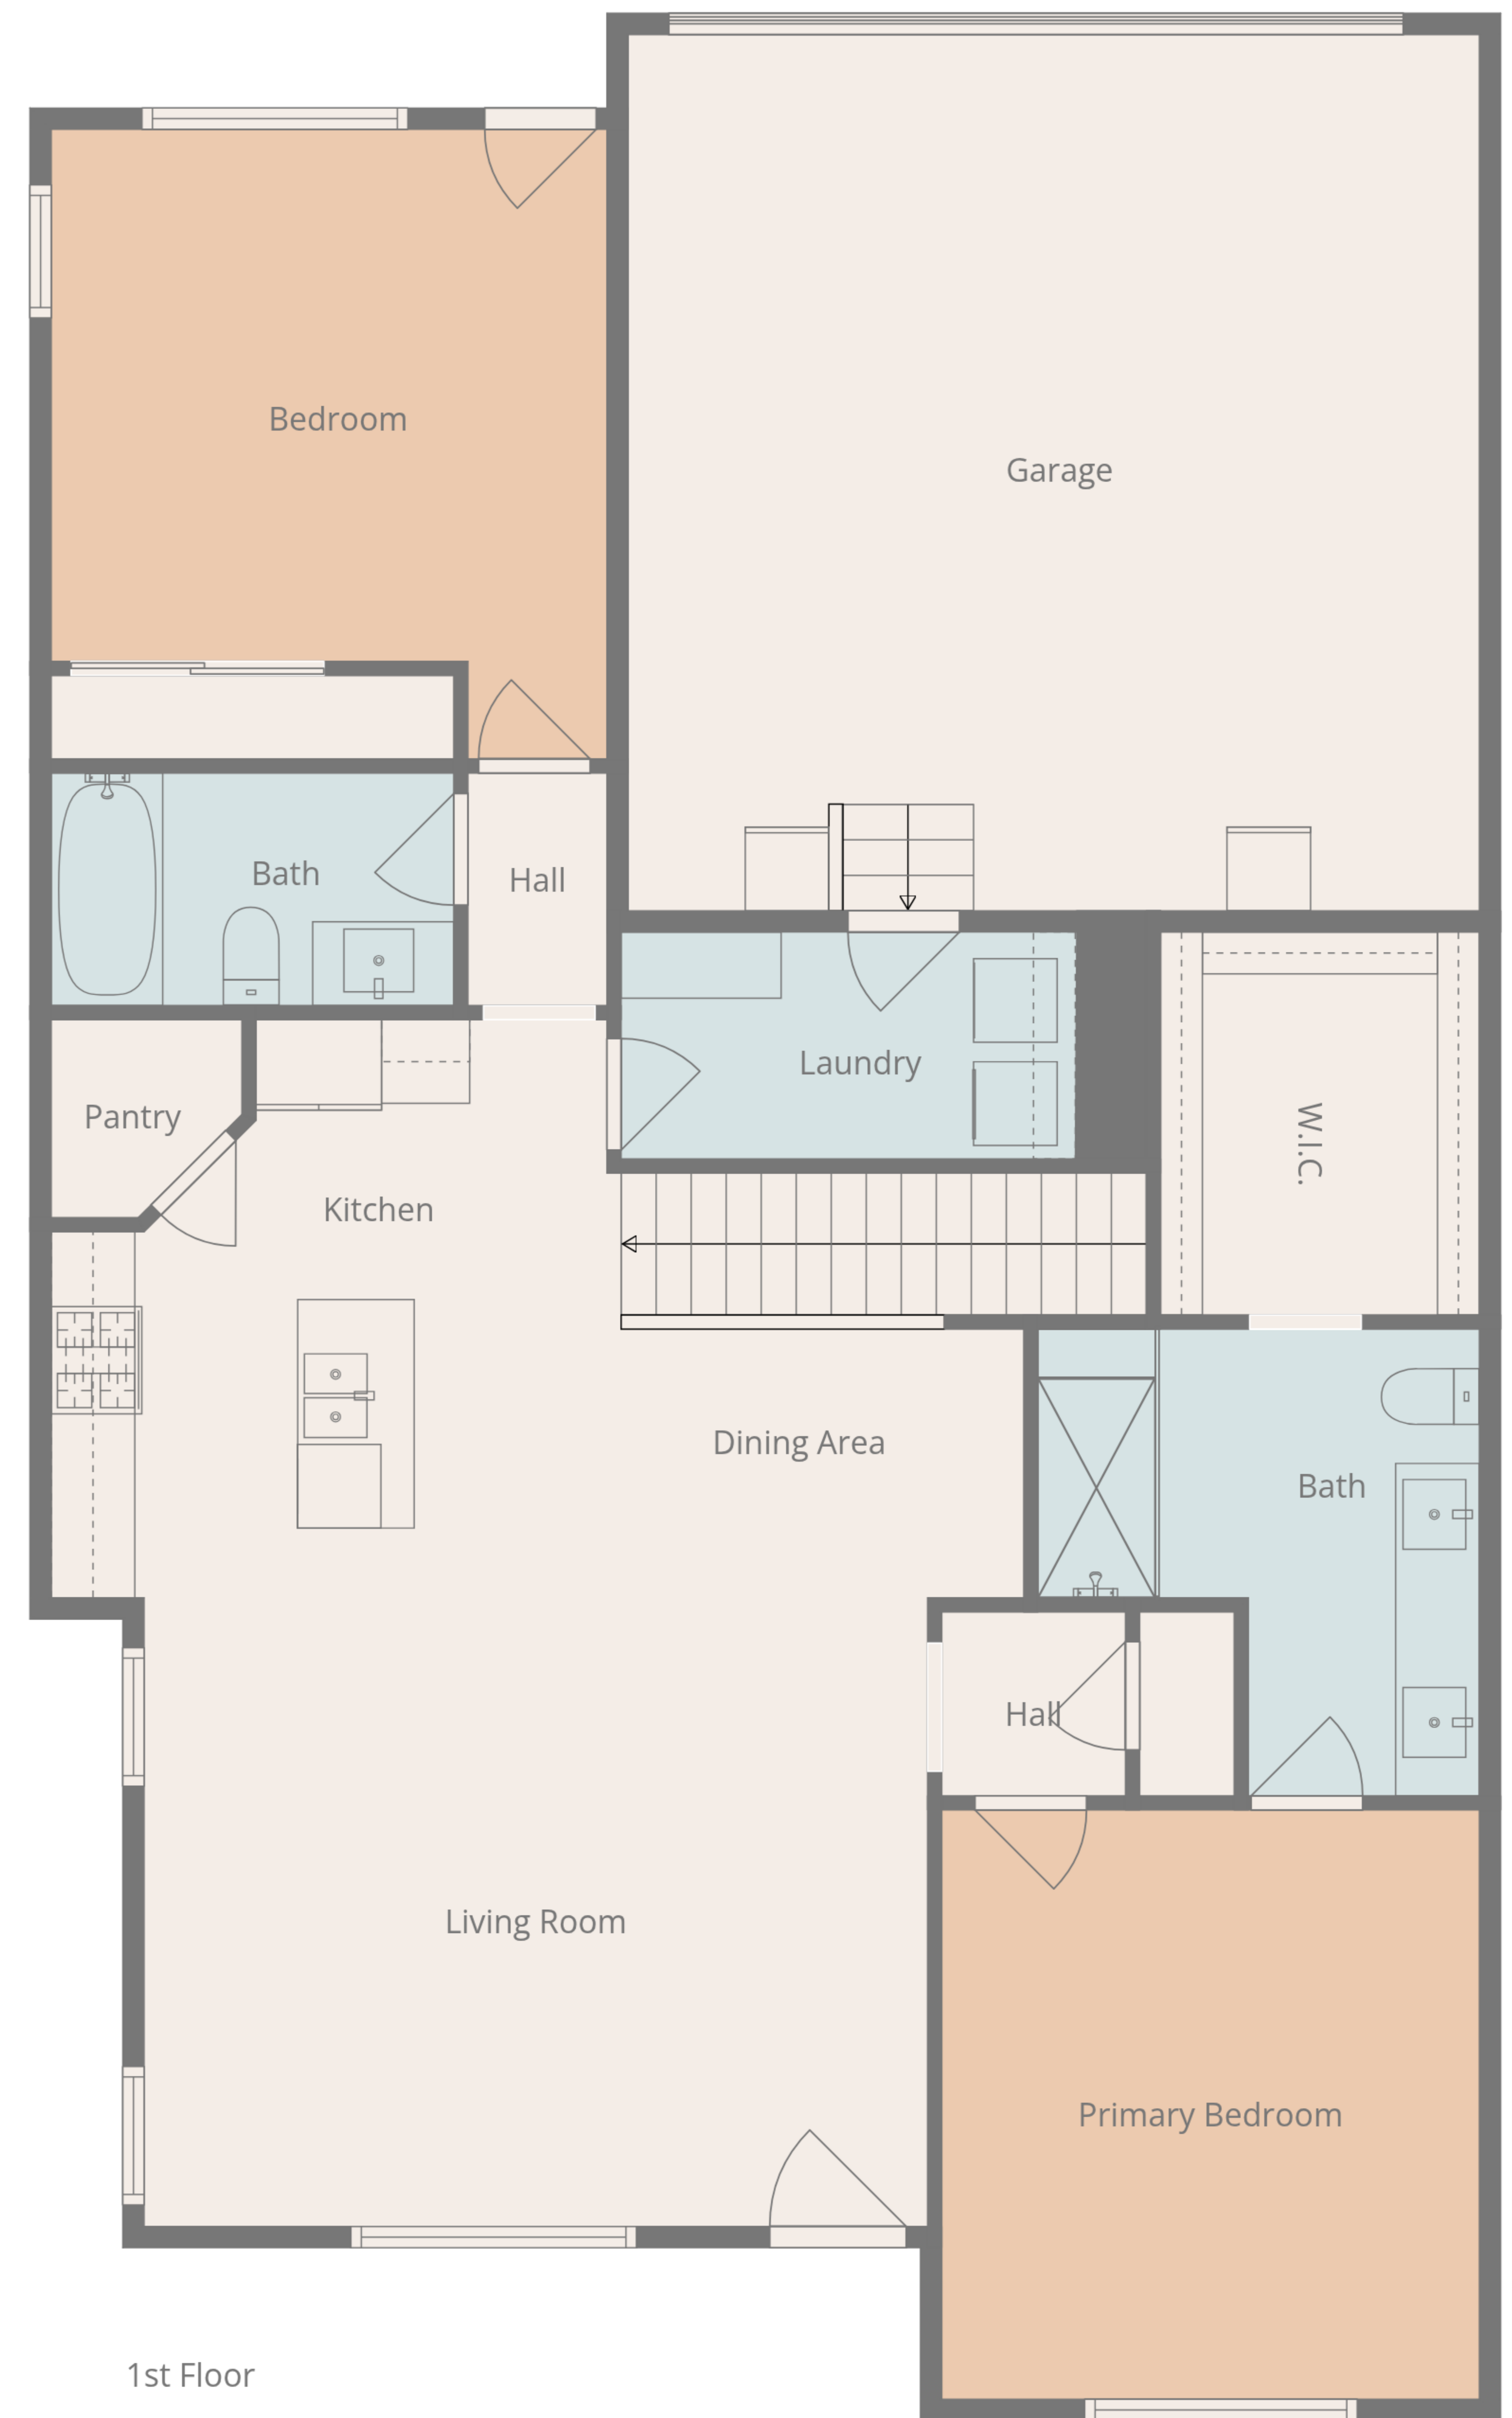 Bedroom
Garage
Bath
Hall
Laundry
Pantry
W.I.C.
Kitchen
Dining Area
Bath
Hall
Living Room
Primary Bedroom
1st Floor